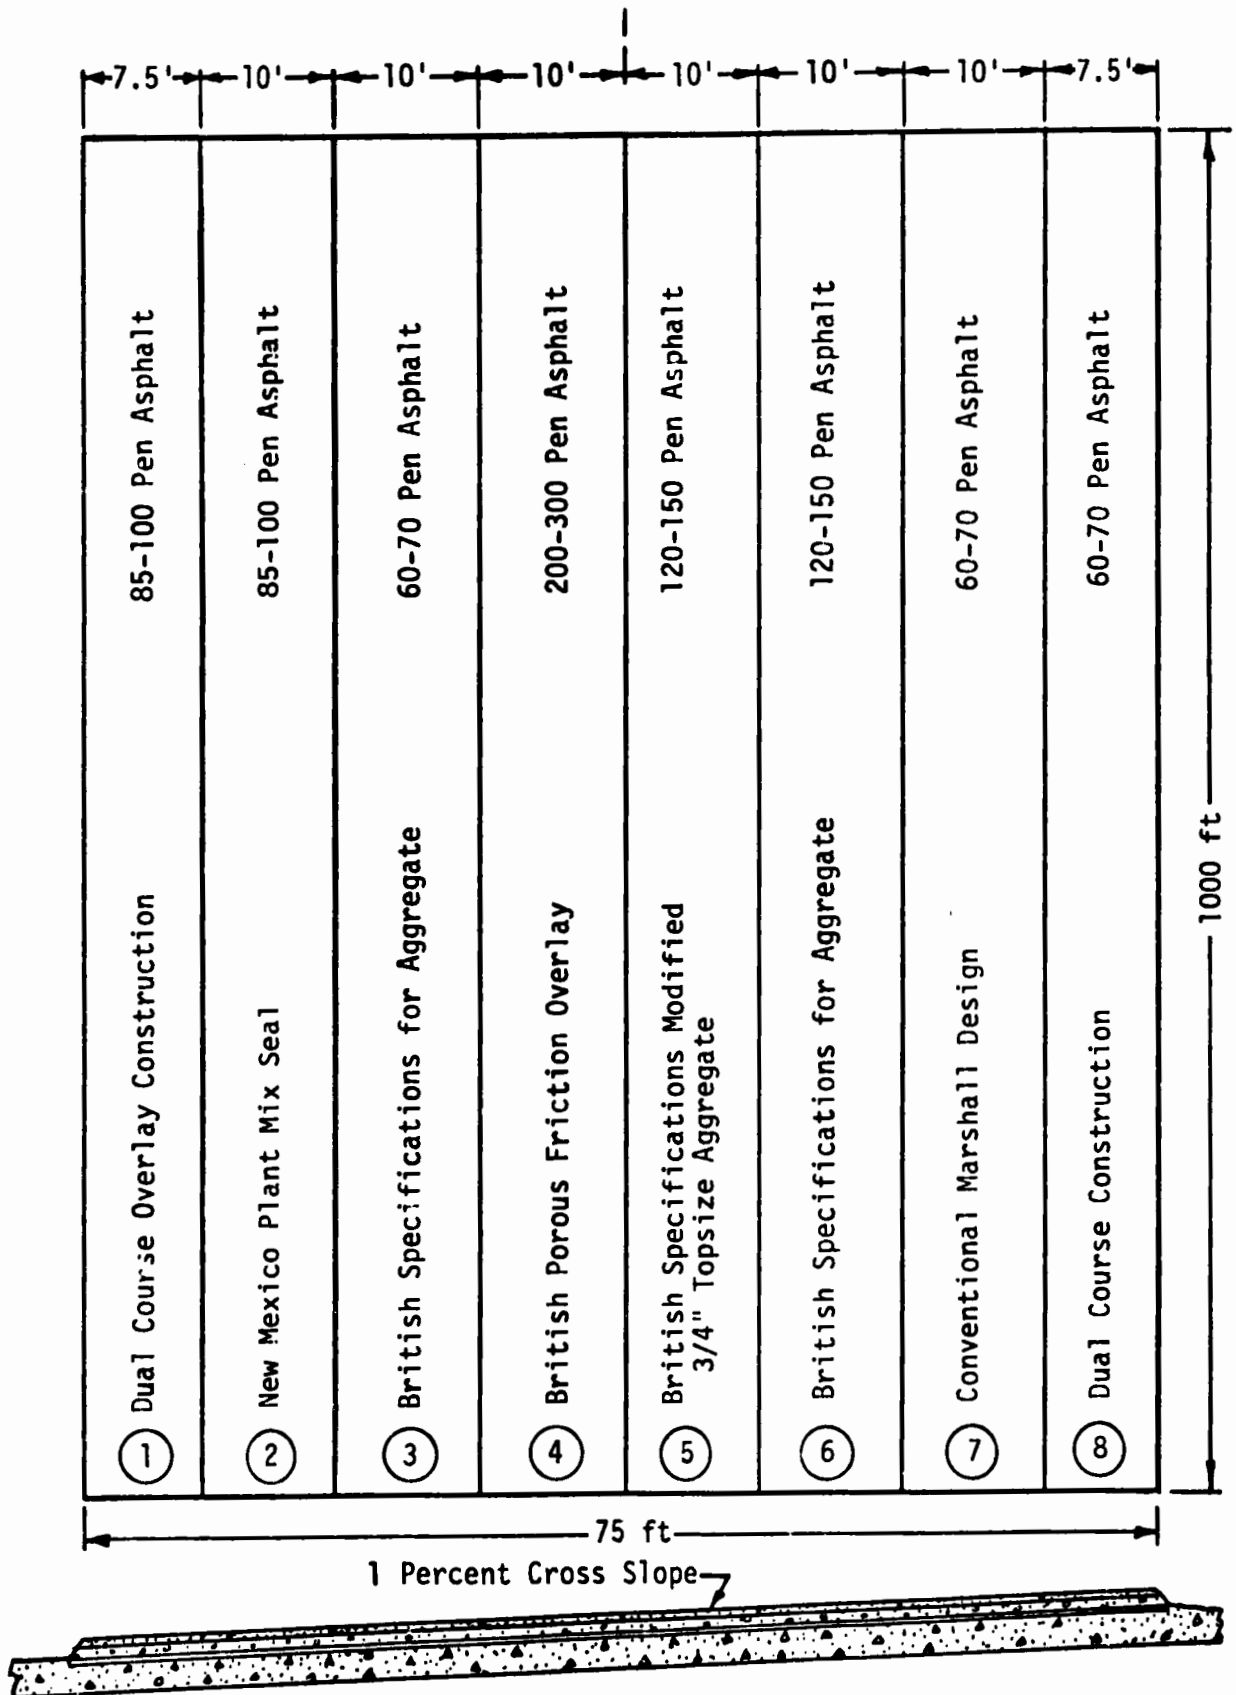 7.5'
10'
10'
10'
10'
10'
10'
7.5'
85-100 Pen Asphalt
85-100 Pen Asphalt
60-70 Pen Asphalt
200-300 Pen Asphalt
120-150 Pen Asphalt
120-150 Pen Asphalt
60-70 Pen Asphalt
60-70 Pen Asphalt
Dual Course Overlay Construction
New Mexico Plant Mix Seal
British Specifications for Aggregate
British Porous Friction Overlay
British Specifications Modified
3/4" Topsize Aggregate
British Specifications for Aggregate
Conventional Marshall Design
Dual Course Construction
1000 ft
1
2
3
4
5
6
7
8
75 ft
1 Percent Cross Slope